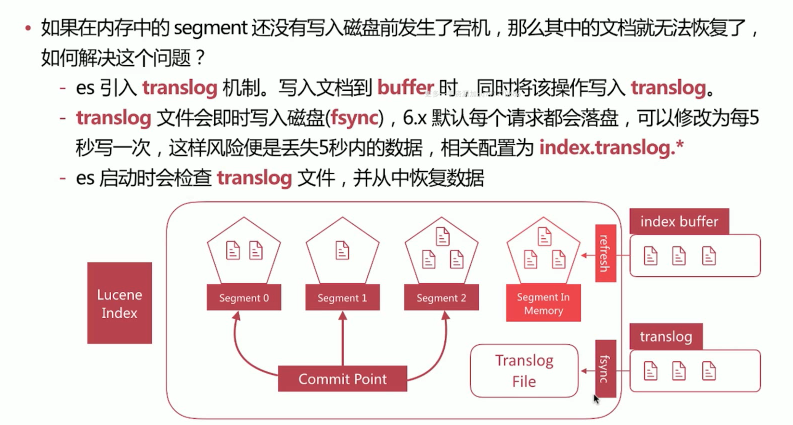 如果在内存中的 segment 还没有写入磁盘前发生了宕机，那么其中的文档就无法恢复了，
如何解决这个问题？
- es 引入 translog 机制。写入文档到 buffer 时，同时将该操作写入 translog。
- translog 文件会即时写入磁盘(fsync)，6.x 默认每个请求都会落盘，可以修改为每5
秒写一次，这样风险便是丢失5秒内的数据，相关配置为 index.translog.*
- es 启动时会检查 translog 文件，并从中恢复数据
index buffer
refresh
Lucene
Index
Segment 0
Segment 1
Segment 2
Segment In
Memory
translog
Translog
File
fsync
Commit Point